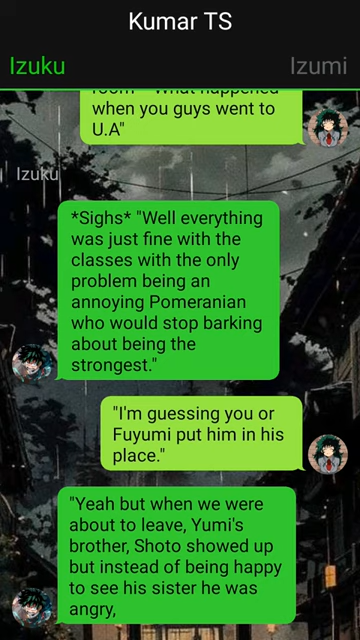 Kumar TS
Izuku
Izumi
room" "What happened
when you guys went to
U.A"
Izuku
*Sighs* "Well everything
was just fine with the
classes with the only
problem being an
annoying Pomeranian
who would stop barking
about being the
strongest."
"I'm guessing you or
Fuyumi put him in his
place."
"Yeah but when we were
about to leave, Yumi's
brother, Shoto showed up
but instead of being happy
to see his sister he was
angry,